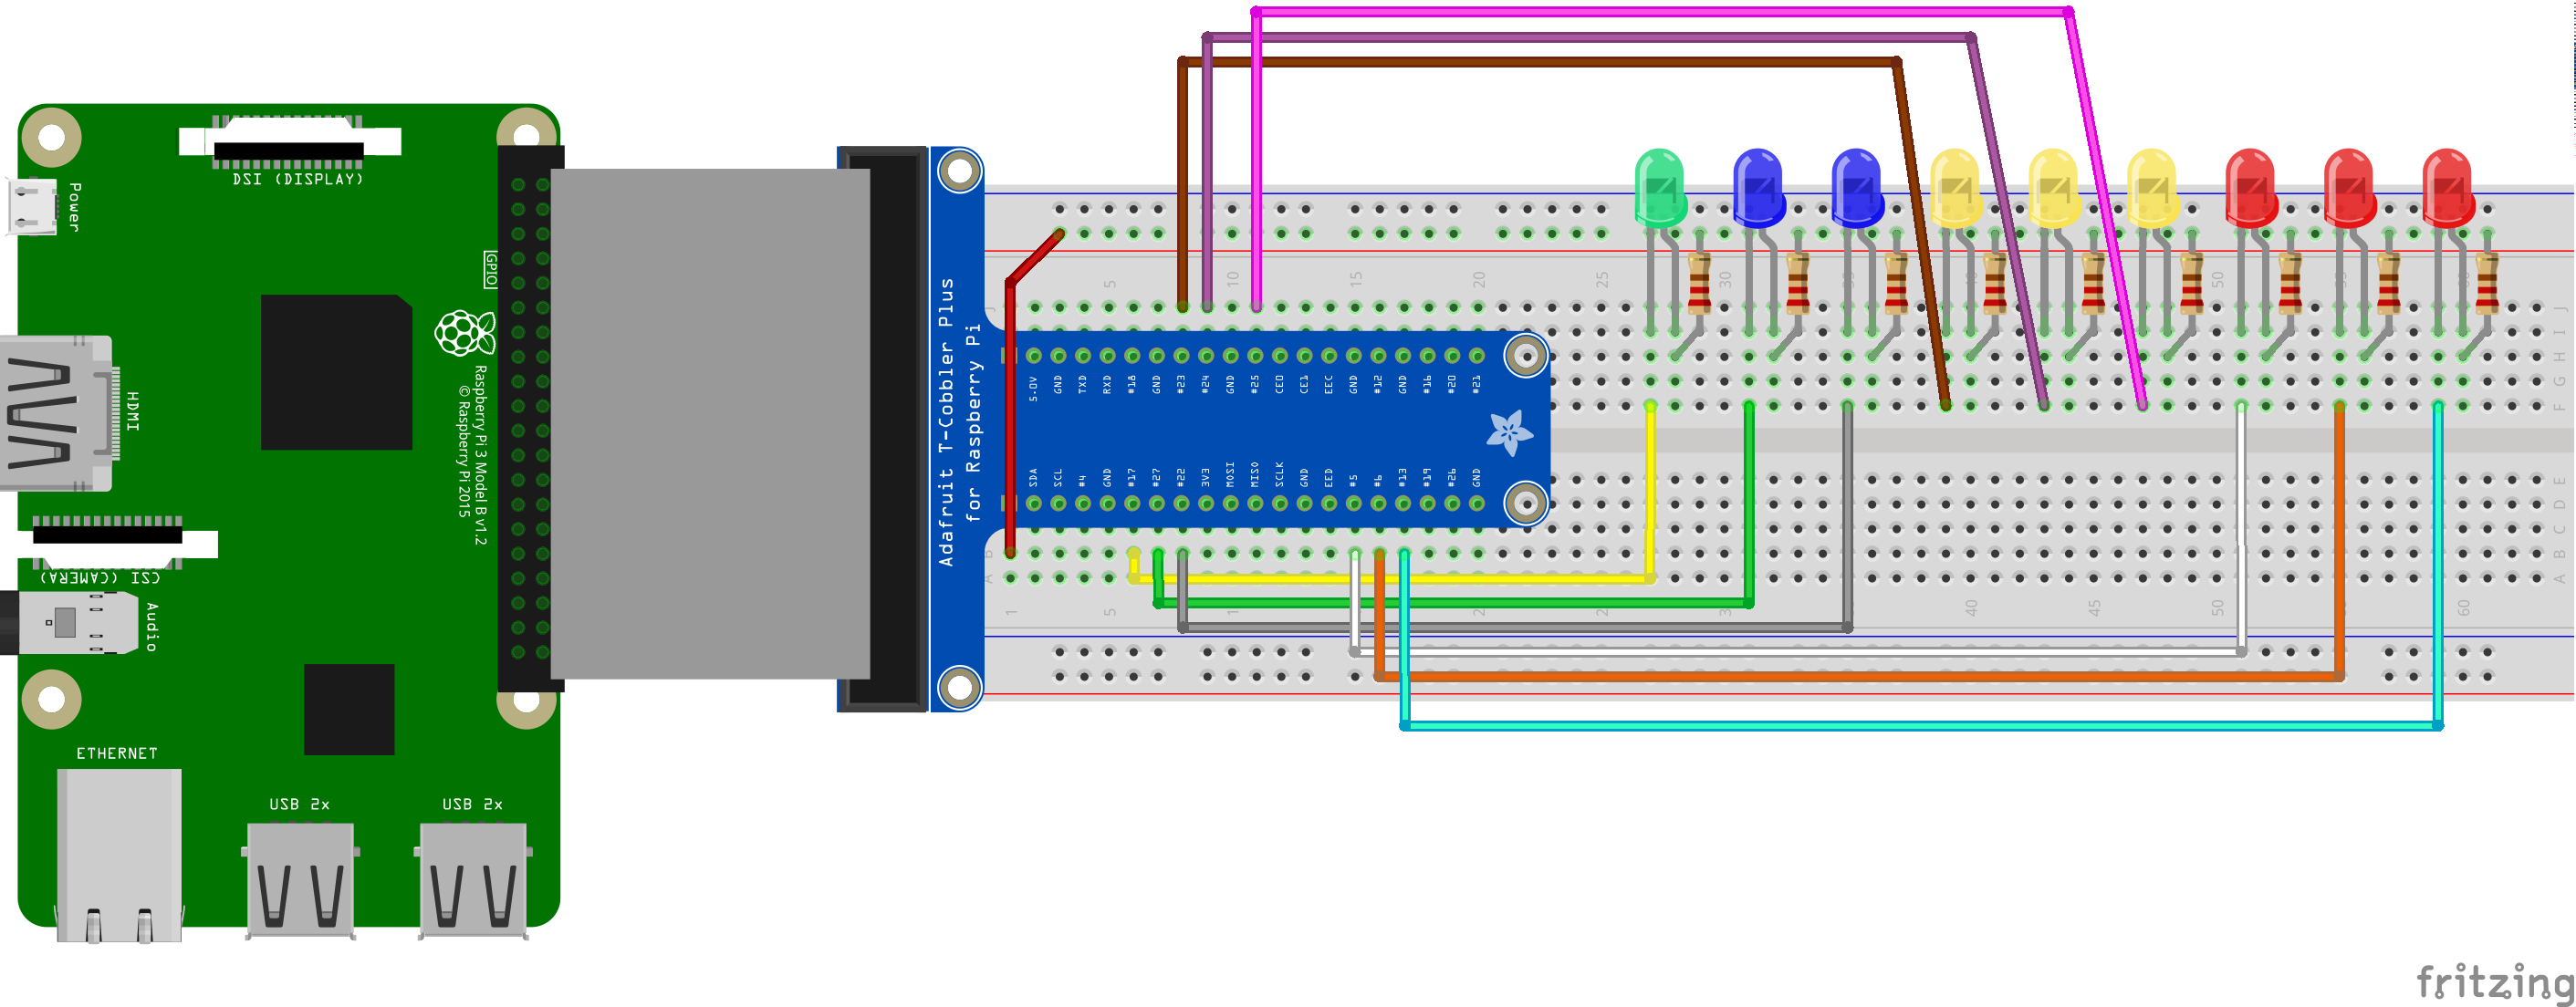 DSI (DISPLAY)
Power
GPIO
HDMI
Raspberry Pi 3 Model B v1.2
© Raspberry Pi 2015
CSI (CAMERA)
Audio
ETHERNET
USB 2x
USB 2x
Adafruit T-Cobbler Plus
for Raspberry Pi
5 10 15 20 25 30 35 40 50 55 60
J J
I
H
G
F
5.0V GND TXD RXD #18 GND #23 #24 GND #25 CE0 CE1 EEC GND #12 GND #16 #20 #21
SDA SCL #4 GND #17 #27 #22 3V3 MOSI MISO SCLK GND EED #5 #6 #13 #19 #26 GND
E
D
C
B B
A A
1 5 1 2 2 3 40 45 50 60
fritzing